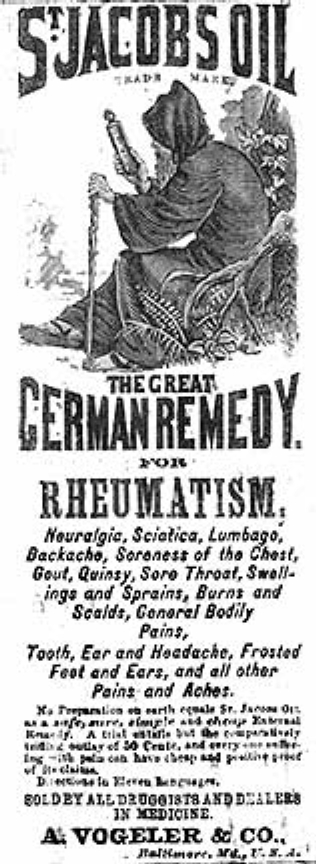 ST. JACOBS OIL
TRADE MARK.
THE GREAT
GERMAN REMEDY.
FOR
RHEUMATISM,
Neuralgia, Sciatica, Lumbago,
Backache, Soreness of the Chest,
Gout, Quinsy, Sore Throat, Swell-
ings and Sprains, Burns and
Scalds, General Bodily
Pains,
Tooth, Ear and Headache, Frosted
Feet and Ears, and all other
Pains and Aches.
No Preparation on earth equals St. Jacobs Oil
as a safe, sure, simple and cheap External
Remedy. A trial entails but the comparatively
trifling outlay of 50 Cents, and every one suffer-
ing with pain can have cheap and positive proof
of its claims.
Directions in Eleven Languages.
SOLD BY ALL DRUGGISTS AND DEALERS
IN MEDICINE.
A. VOGELER & CO.,
Baltimore, Md., U.S.A.